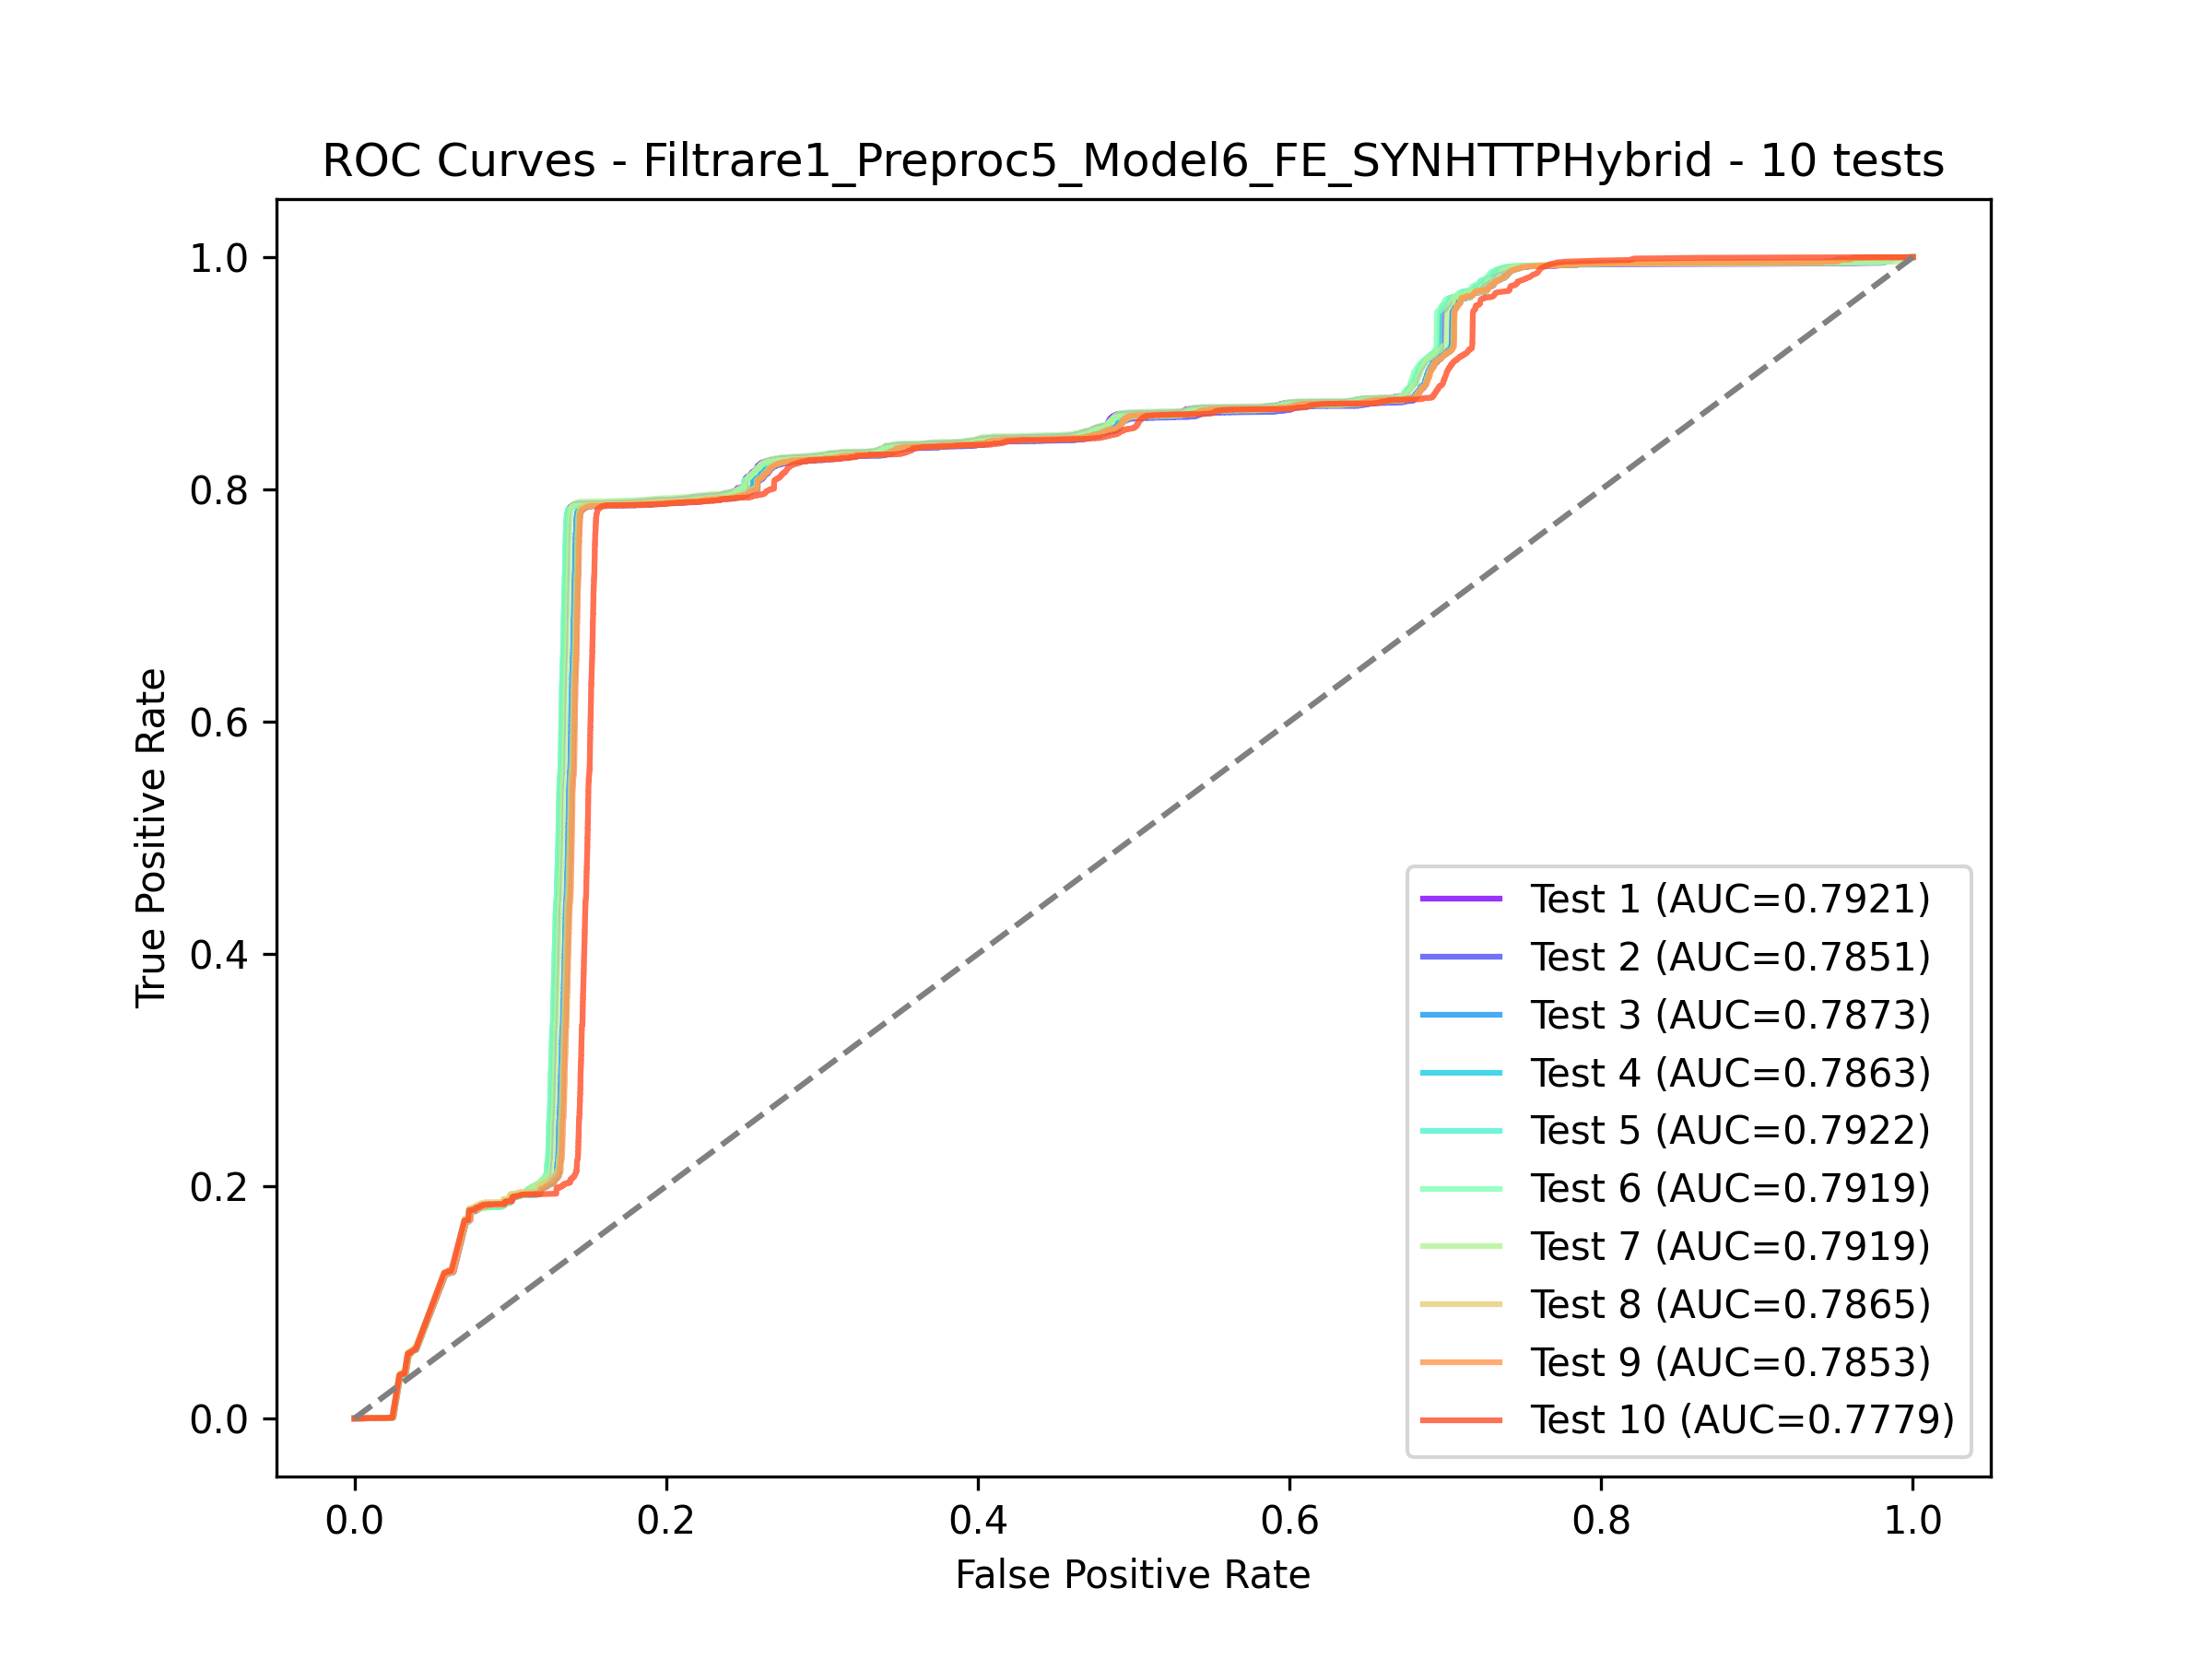 ROC Curves - Filtrare1_Preproc5_Model6_FE_SYNHTTPHybrid - 10 tests
1.0
0.8
0.6
0.4
0.2
0.0
True Positive Rate
0.0 0.2 0.4 0.6 0.8 1.0
False Positive Rate
Test 1 (AUC=0.7921)
Test 2 (AUC=0.7851)
Test 3 (AUC=0.7873)
Test 4 (AUC=0.7863)
Test 5 (AUC=0.7922)
Test 6 (AUC=0.7919)
Test 7 (AUC=0.7919)
Test 8 (AUC=0.7865)
Test 9 (AUC=0.7853)
Test 10 (AUC=0.7779)